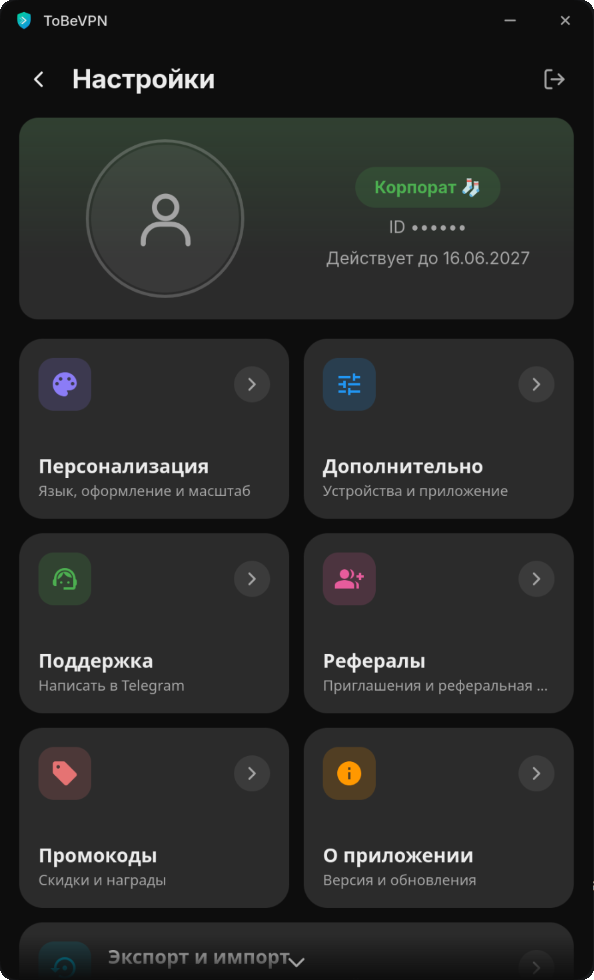 ToBeVPN
Настройки
Корпорат 🧦
ID ••••••
Действует до 16.06.2027
Персонализация
Язык, оформление и масштаб
Дополнительно
Устройства и приложение
Поддержка
Написать в Telegram
Рефералы
Приглашения и реферальная ...
Промокоды
Скидки и награды
О приложении
Версия и обновления
Экспорт и импорт